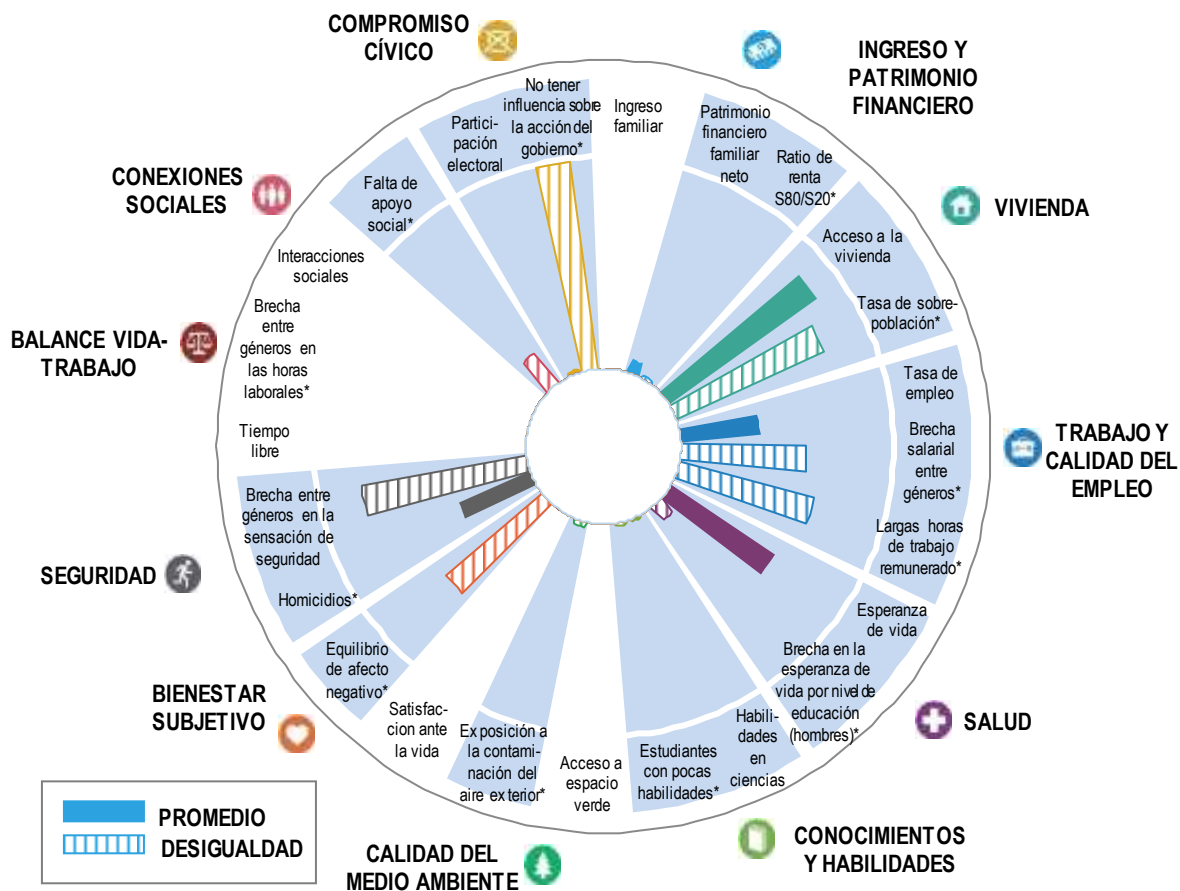 COMPROMISO
CÍVICO
INGRESO Y
PATRIMONIO
FINANCIERO
VIVIENDA
TRABAJO Y
CALIDAD DEL
EMPLEO
SALUD
CONOCIMIENTOS
Y HABILIDADES
CALIDAD DEL
MEDIO AMBIENTE
BIENESTAR
SUBJETIVO
SEGURIDAD
BALANCE VIDA-
TRABAJO
CONEXIONES
SOCIALES
Ingreso
familiar
Patrimonio
financiero
familiar
neto
Ratio de
renta
S80/S20*
Acceso a la
vivienda
Tasa de sobre-
población*
Tasa de
empleo
Brecha
salarial
entre
géneros*
Largas horas
de trabajo
remunerado*
Esperanza
de vida
Brecha en la
esperanza de
vida por nivel de
educación
(hombres)*
Habili-
dades
en
ciencias
Estudiantes
con pocas
habilidades*
Acceso a
espacio
verde
Exposición a
la contami-
nación del
aire exterior*
Satisfac-
cion ante
la vida
Equilibrio
de afecto
negativo*
Homicidios*
Brecha entre
géneros en la
sensación de
seguridad
Tiempo
libre
Brecha
entre
géneros en
las horas
laborales*
Interacciones
sociales
Falta de
apoyo
social*
Partici-
pación
electoral
No tener
influencia sobre
la acción del
gobierno*
PROMEDIO
DESIGUALDAD